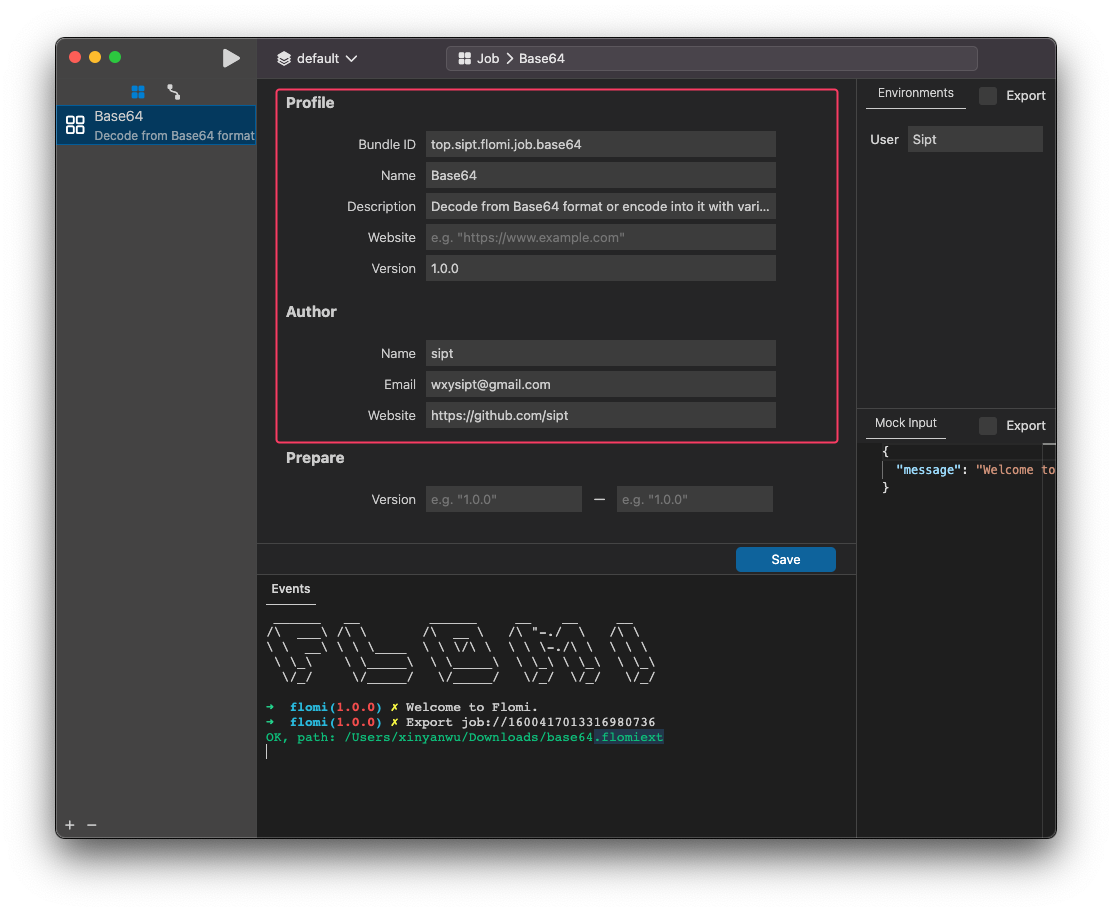 default
Job > Base64
Base64
Decode from Base64 format
Profile
Bundle ID top.sipt.flomi.job.base64
Name Base64
Description Decode from Base64 format or encode into it with vari...
Website e.g. "https://www.example.com"
Version 1.0.0
Author
Name sipt
Email wxysipt@gmail.com
Website https://github.com/sipt
Prepare
Version e.g. "1.0.0" — e.g. "1.0.0"
Save
Events
FLOMI
➜ flomi(1.0.0) ✗ Welcome to Flomi.
➜ flomi(1.0.0) ✗ Export job://1600417013316980736
OK, path: /Users/xinyanwu/Downloads/base64.flomiext
Environments Export
User Sipt
Mock Input Export
{
"message": "Welcome to
}
+ −